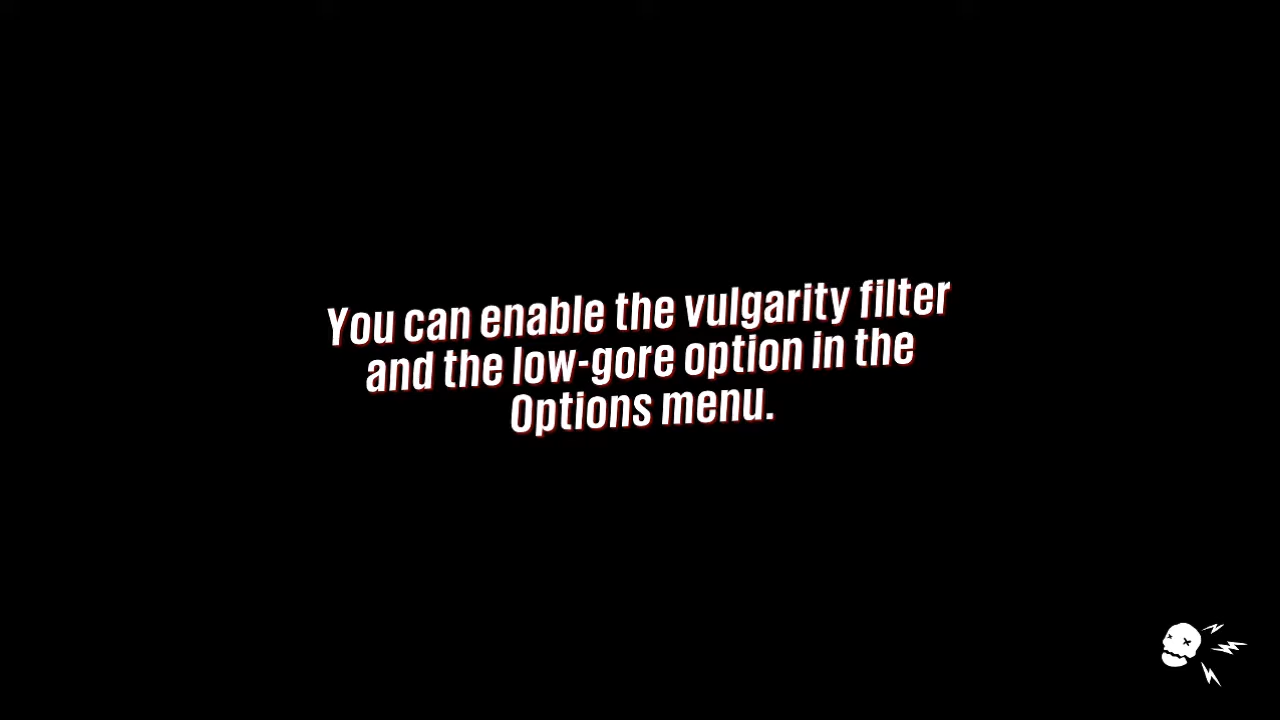 You can enable the vulgarity filter
and the low-gore option in the
Options menu.